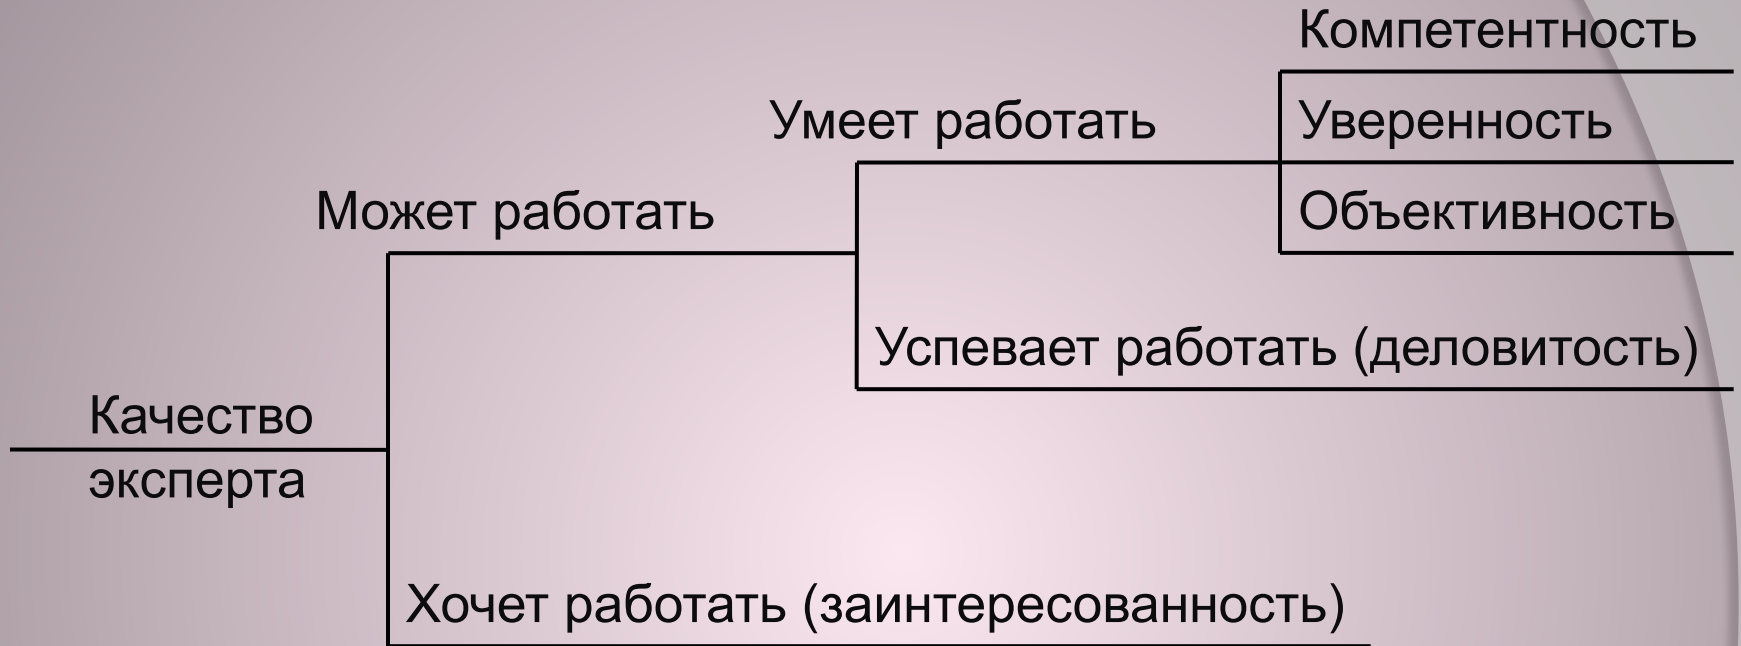 Компетентность
Умеет работать
Уверенность
Может работать
Объективность
Успевает работать (деловитость)
Качество
эксперта
Хочет работать (заинтересованность)